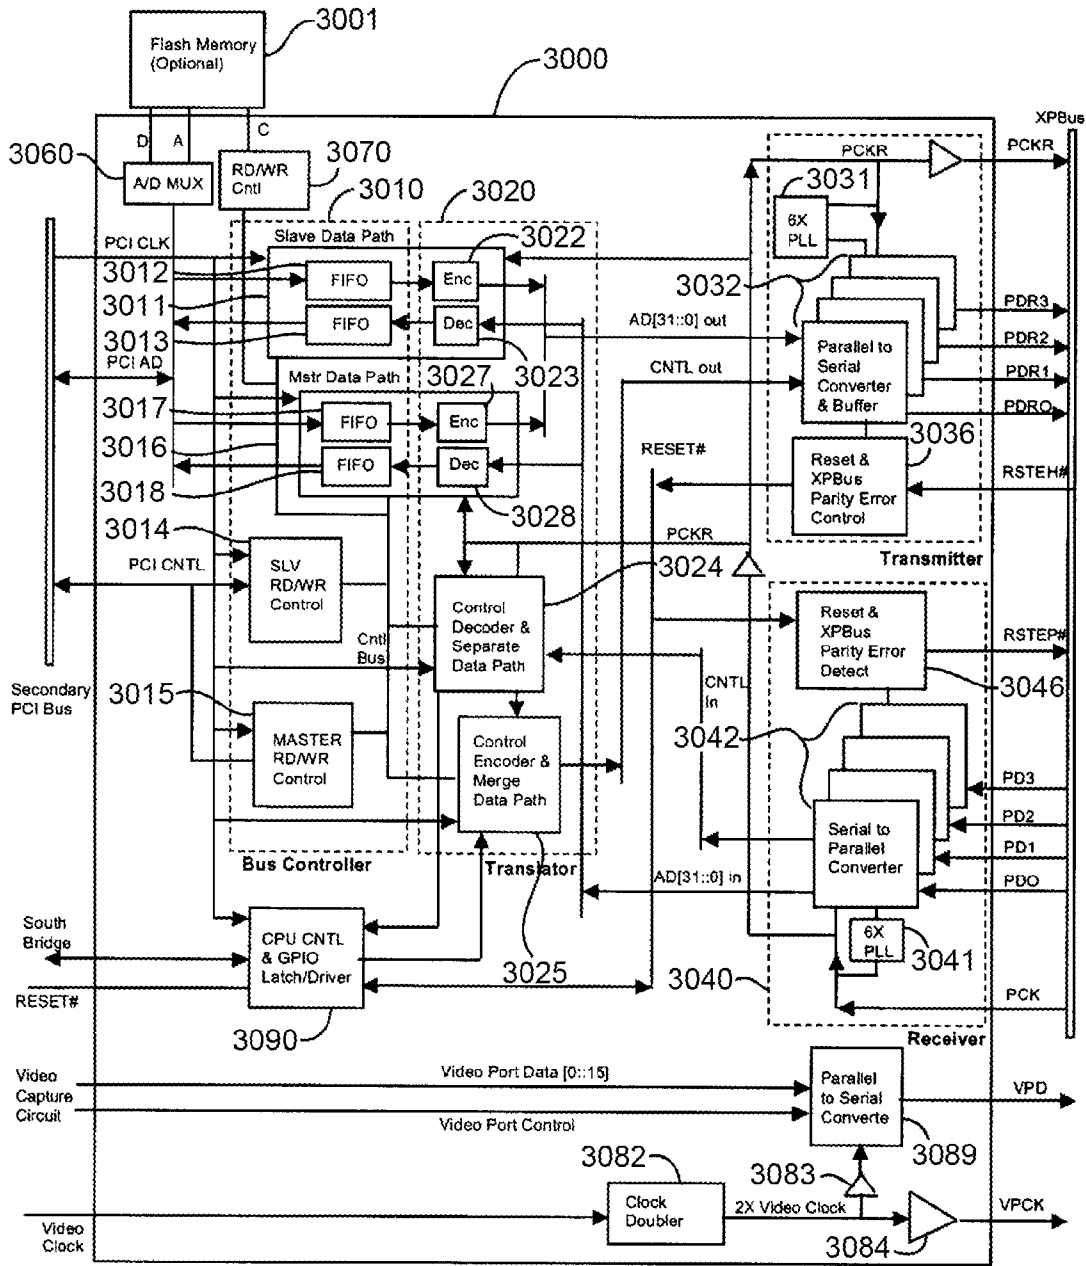 3001
Flash Memory
(Optional)
3000
XPBus
D
A
C
3060
A/D MUX
RD/WR
Cntl
3070
3010
3020
PCKR
PCKR
3031
6X
PLL
PCI CLK
Slave Data Path
3022
3012
FIFO
Enc
3011
3032
FIFO
Dec
3013
AD[31::0] out
PDR3
PCI AD
3023
Parallel to
Serial
Converter
& Buffer
PDR2
Mstr Data Path
3027
CNTL out
PDR1
3017
FIFO
Enc
PDRO
3016
3036
FIFO
Dec
RESET#
Reset &
XPBus
Parity Error
Control
RSTEH#
3018
3028
3014
PCKR
Transmitter
PCI CNTL
SLV
RD/WR
Control
3024
Control
Decoder &
Separate
Data Path
Reset &
XPBus
Parity Error
Detect
RSTEP#
Cntl
Bus
Secondary
PCI Bus
3015
CNTL
In
3046
MASTER
RD/WR
Control
Control
Encoder &
Merge
Data Path
3042
PD3
PD2
Serial to
Parallel
Converter
PD1
Bus Controller
Translator
AD[31::0] in
PDO
South
Bridge
CPU CNTL
& GPIO
Latch/Driver
6X
PLL
3041
3025
3040
RESET#
PCK
3090
Receiver
Video
Capture
Circuit
Video Port Data [0::15]
Parallel
to Serial
Converte
VPD
Video Port Control
3089
3082
3083
Clock
Doubler
2X Video Clock
VPCK
Video
Clock
3084